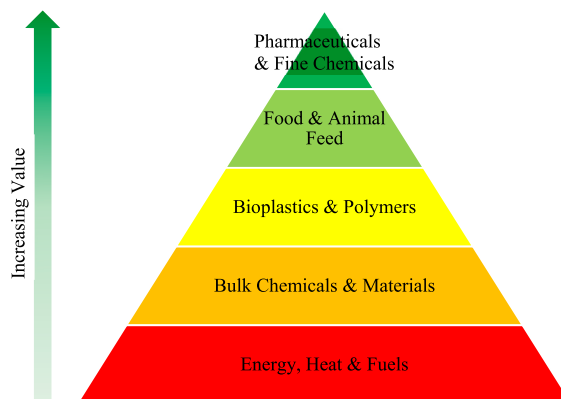 Pharmaceuticals
& Fine Chemicals
Food & Animal
Feed
Bioplastics & Polymers
Bulk Chemicals & Materials
Energy, Heat & Fuels
Increasing Value